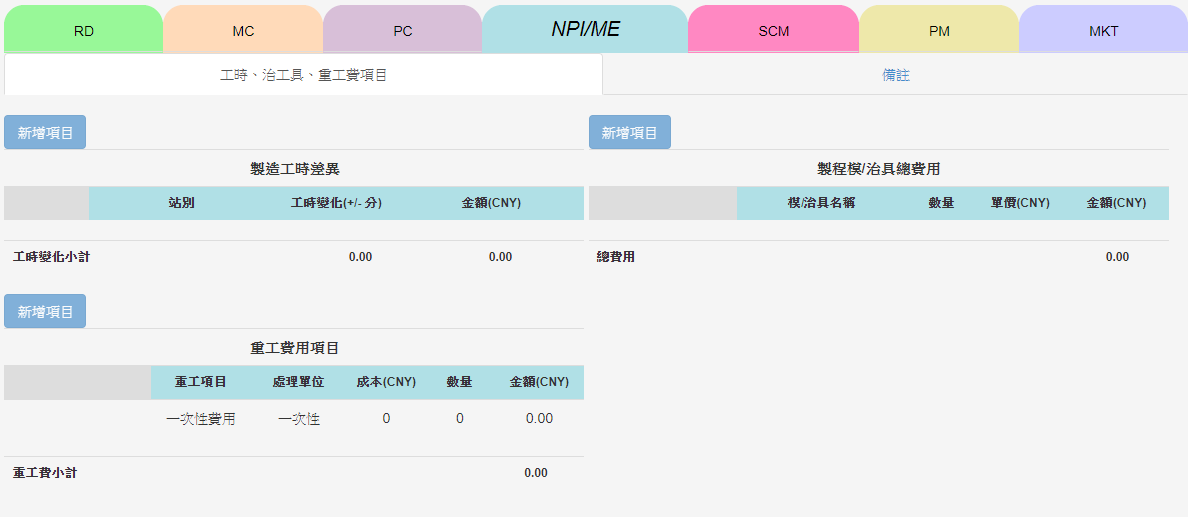 RD MC PC NPI/ME SCM PM MKT
工時、治工具、重工費項目 備註
新增項目 新增項目
製造工時差異 製程模/治具總費用
站別 工時變化(+/- 分) 金額(CNY) 模/治具名稱 數量 單價(CNY) 金額(CNY)
工時變化小計 0.00 0.00 總費用 0.00
新增項目
重工費用項目
重工項目 處理單位 成本(CNY) 數量 金額(CNY)
一次性費用 一次性 0 0 0.00
重工費小計 0.00